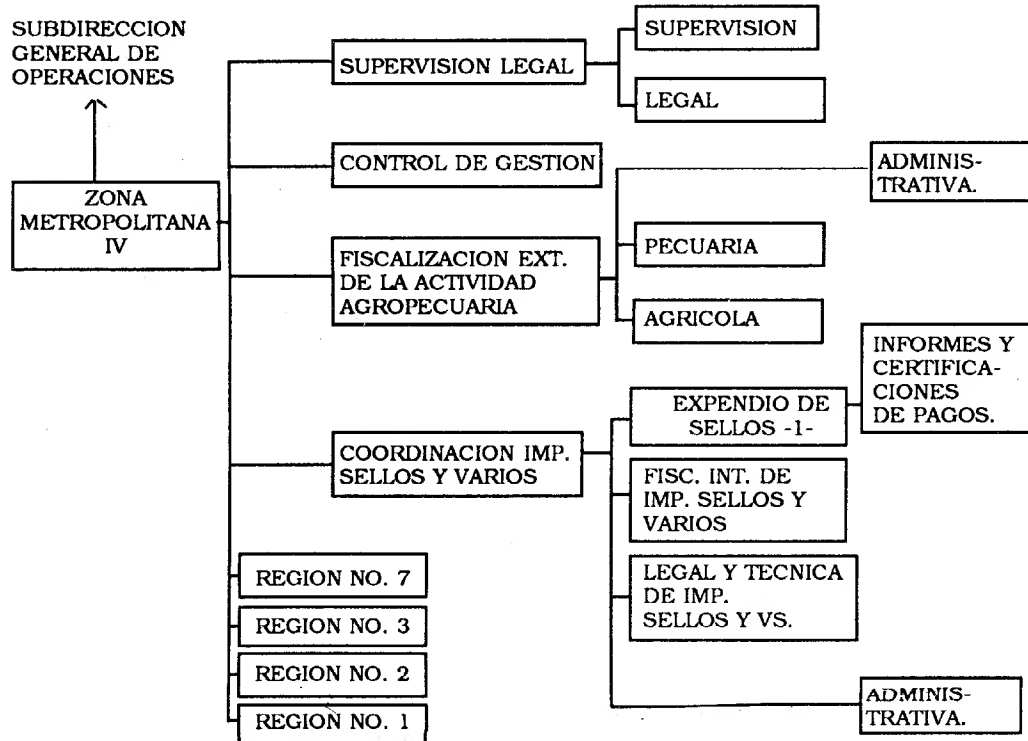 SUBDIRECCION
GENERAL DE
OPERACIONES
ZONA
METROPOLITANA
IV
SUPERVISION LEGAL
SUPERVISION
LEGAL
CONTROL DE GESTION
FISCALIZACION EXT.
DE LA ACTIVIDAD
AGROPECUARIA
ADMINIS-
TRATIVA.
PECUARIA
AGRICOLA
COORDINACION IMP.
SELLOS Y VARIOS
EXPENDIO DE
SELLOS -1-
INFORMES Y
CERTIFICA-
CIONES
DE PAGOS.
FISC. INT. DE
IMP. SELLOS Y
VARIOS
LEGAL Y TECNICA
DE IMP.
SELLOS Y VS.
ADMINIS-
TRATIVA.
REGION NO. 7
REGION NO. 3
REGION NO. 2
REGION NO. 1